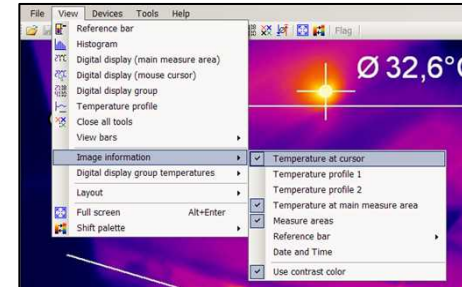 File View Devices Tools Help
Reference bar
Histogram
Digital display (main measure area)
Digital display (mouse cursor)
Digital display group
Temperature profile
Close all tools
View bars
Image information
Digital display group temperatures
Layout
Full screen Alt+Enter
Shift palette
Flag
Ø 32,6°
Temperature at cursor
Temperature profile 1
Temperature profile 2
Temperature at main measure area
Measure areas
Reference bar
Date and Time
Use contrast color